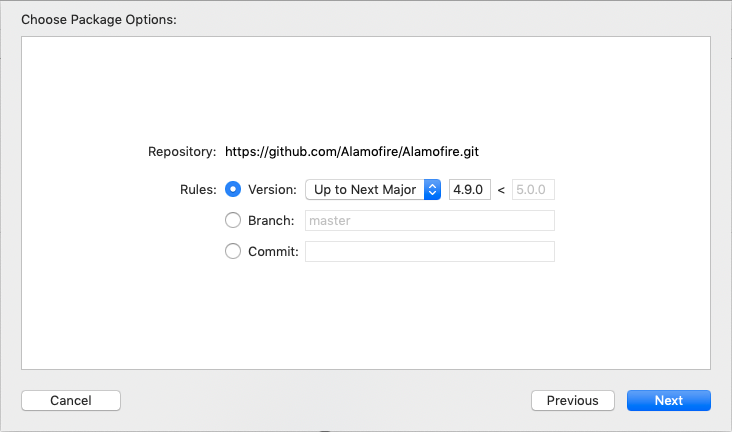 Choose Package Options:
Repository: https://github.com/Alamofire/Alamofire.git
Rules: Version: Up to Next Major 4.9.0 < 5.0.0
Branch: master
Commit:
Cancel Previous Next